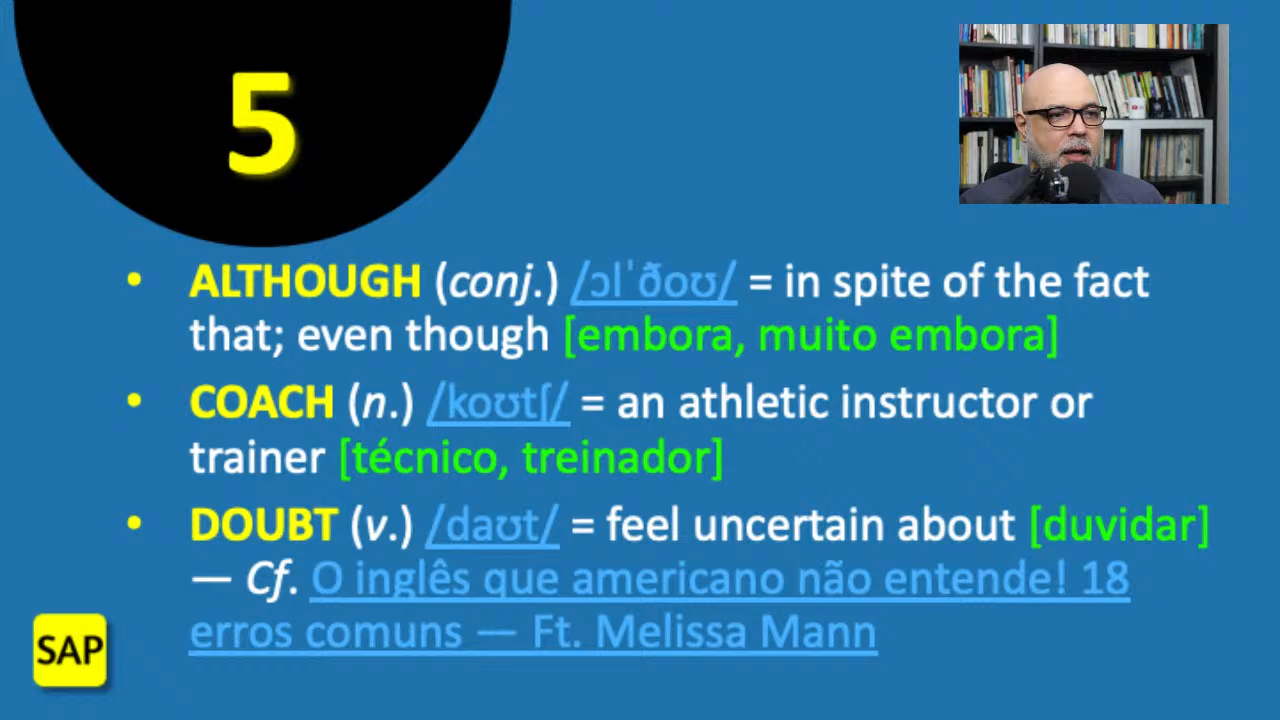 5
• ALTHOUGH (conj.) /ɔlˈðoʊ/ = in spite of the fact
that; even though [embora, muito embora]
• COACH (n.) /koʊtʃ/ = an athletic instructor or
trainer [técnico, treinador]
• DOUBT (v.) /daʊt/ = feel uncertain about [duvidar]
— Cf. O inglês que americano não entende! 18
erros comuns — Ft. Melissa Mann
SAP